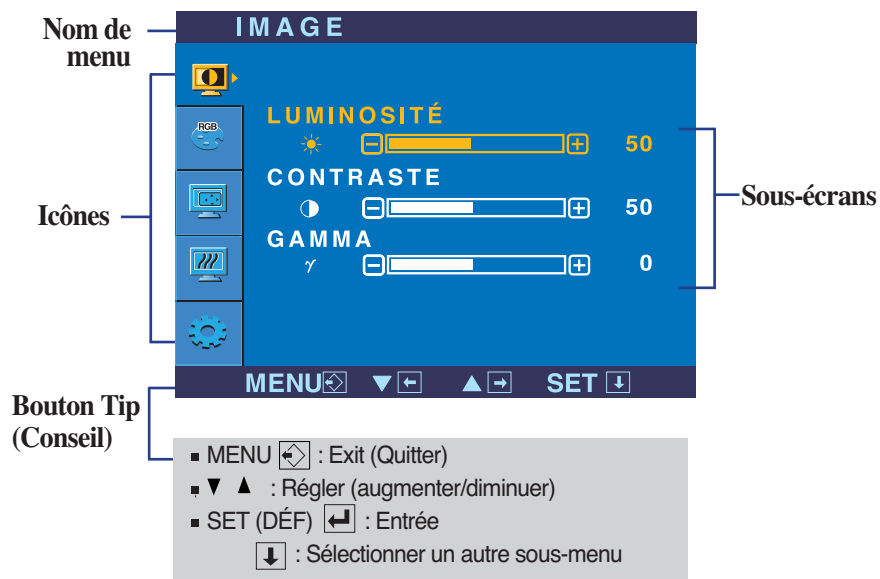 Nom de
menu
IMAGE
RGB
LUMINOSITÉ
50
CONTRASTE
50
Sous-écrans
Icônes
GAMMA
γ 0
MENU ▼ ▲ SET
Bouton Tip
(Conseil)
▪ MENU : Exit (Quitter)
▪ ▼ ▲ : Régler (augmenter/diminuer)
▪ SET (DÉF) : Entrée
: Sélectionner un autre sous-menu